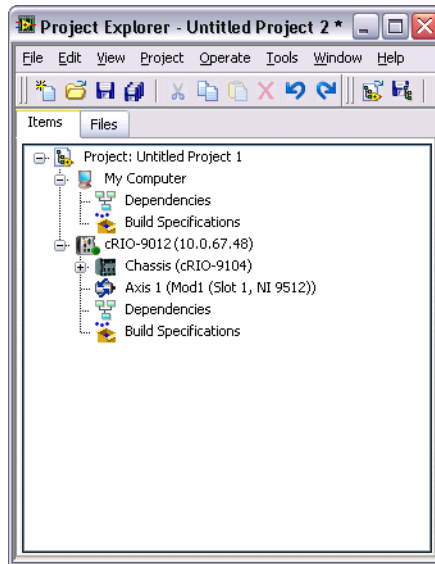 Project Explorer - Untitled Project 2 *
File Edit View Project Operate Tools Window Help
Items Files
Project: Untitled Project 1
My Computer
Dependencies
Build Specifications
cRIO-9012 (10.0.67.48)
Chassis (cRIO-9104)
Axis 1 (Mod1 (Slot 1, NI 9512))
Dependencies
Build Specifications